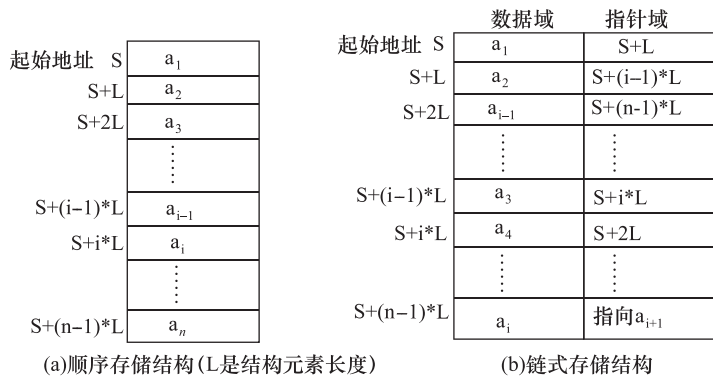 数据域 指针域
起始地址 S a1 起始地址 S a1 S+L
S+L a2 S+L a2 S+(i–1)*L
S+2L a3 S+2L ai–1 S+(n-1)*L
⋮ ⋮ ⋮
S+(i-1)*L ai–1 S+(i-1)*L a3 S+i*L
S+i*L ai S+i*L a4 S+2L
⋮ ⋮ ⋮
S+(n-1)*L an S+(n-1)*L ai 指向ai+1
(a)顺序存储结构(L是结构元素长度) (b)链式存储结构